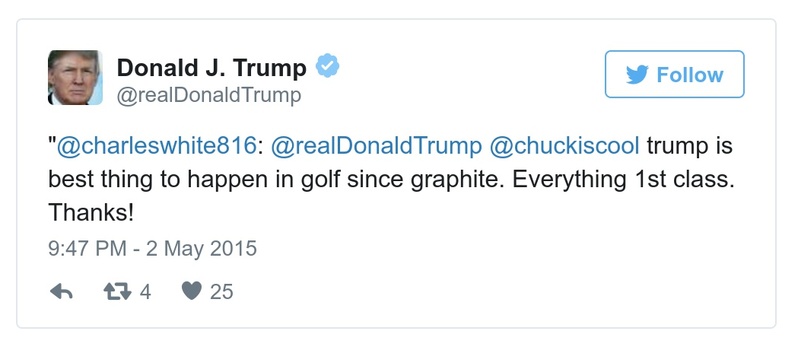 Donald J. Trump
@realDonaldTrump
Follow
"@charleswhite816: @realDonaldTrump @chuckiscool trump is
best thing to happen in golf since graphite. Everything 1st class.
Thanks!
9:47 PM - 2 May 2015
4
25